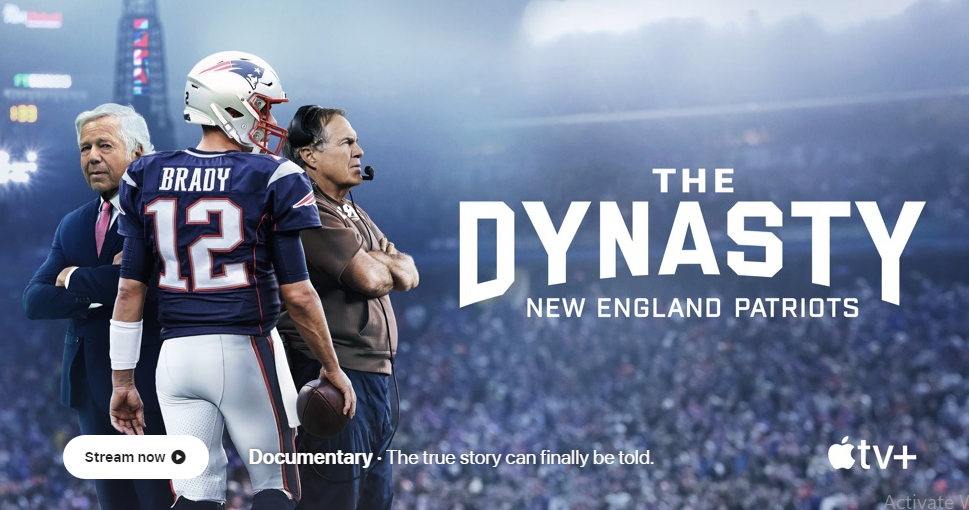 BRADY
12
THE
DYNASTY
NEW ENGLAND PATRIOTS
Stream now
Documentary · The true story can finally be told.
tv+
Activate